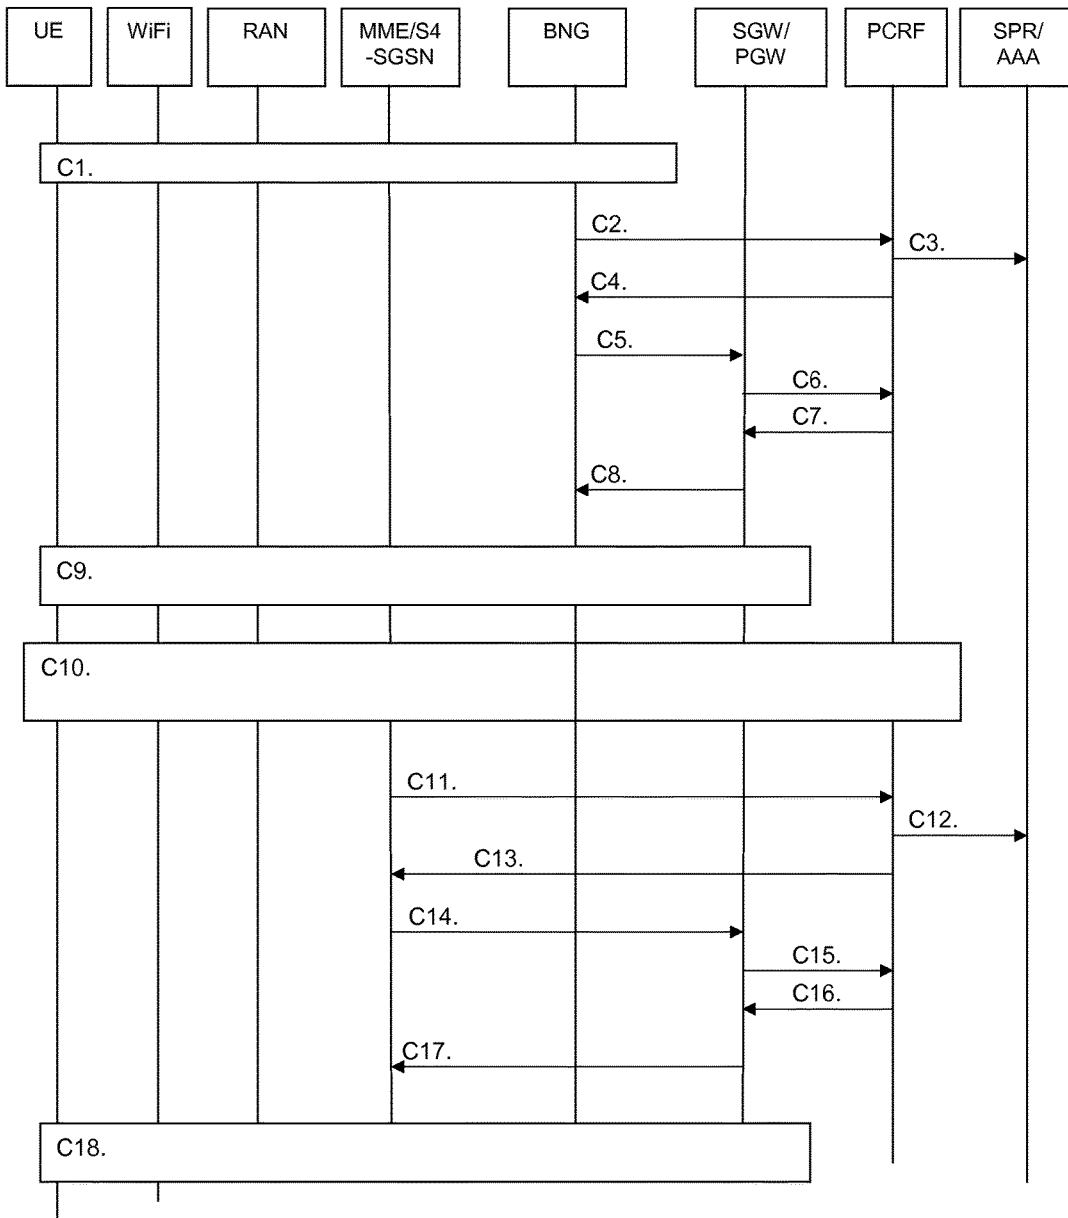 UE
WiFi
RAN
MME/S4
-SGSN
BNG
SGW/
PGW
PCRF
SPR/
AAA
C1.
C2.
C3.
C4.
C5.
C6.
C7.
C8.
C9.
C10.
C11.
C12.
C13.
C14.
C15.
C16.
C17.
C18.